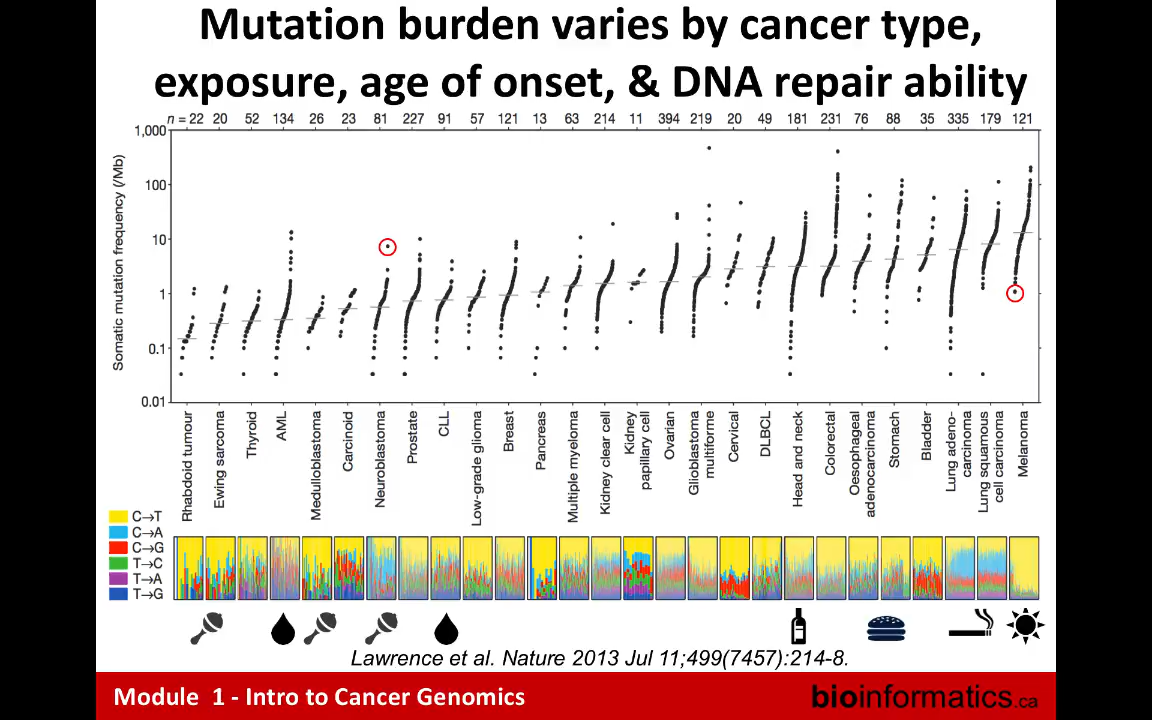 Mutation burden varies by cancer type,
exposure, age of onset, & DNA repair ability
n = 22 20 52 134 26 23 81 227 91 57 121 13 63 214 11 394 219 20 49 181 231 76 88 35 335 179 121
Somatic mutation frequency (/Mb)
1,000
100
10
1
0.1
0.01
Rhabdoid tumour
Ewing sarcoma
Thyroid
AML
Medulloblastoma
Carcinoid
Neuroblastoma
Prostate
CLL
Low-grade glioma
Breast
Pancreas
Multiple myeloma
Kidney clear cell
Kidney
papillary cell
Ovarian
Glioblastoma
multiforme
Cervical
DLBCL
Head and neck
Colorectal
Oesophageal
adenocarcinoma
Stomach
Bladder
Lung adeno-
carcinoma
Lung squamous
cell carcinoma
Melanoma
C→T
C→A
C→G
T→C
T→A
T→G
Lawrence et al. Nature 2013 Jul 11;499(7457):214-8.
Module 1 - Intro to Cancer Genomics
bioinformatics.ca